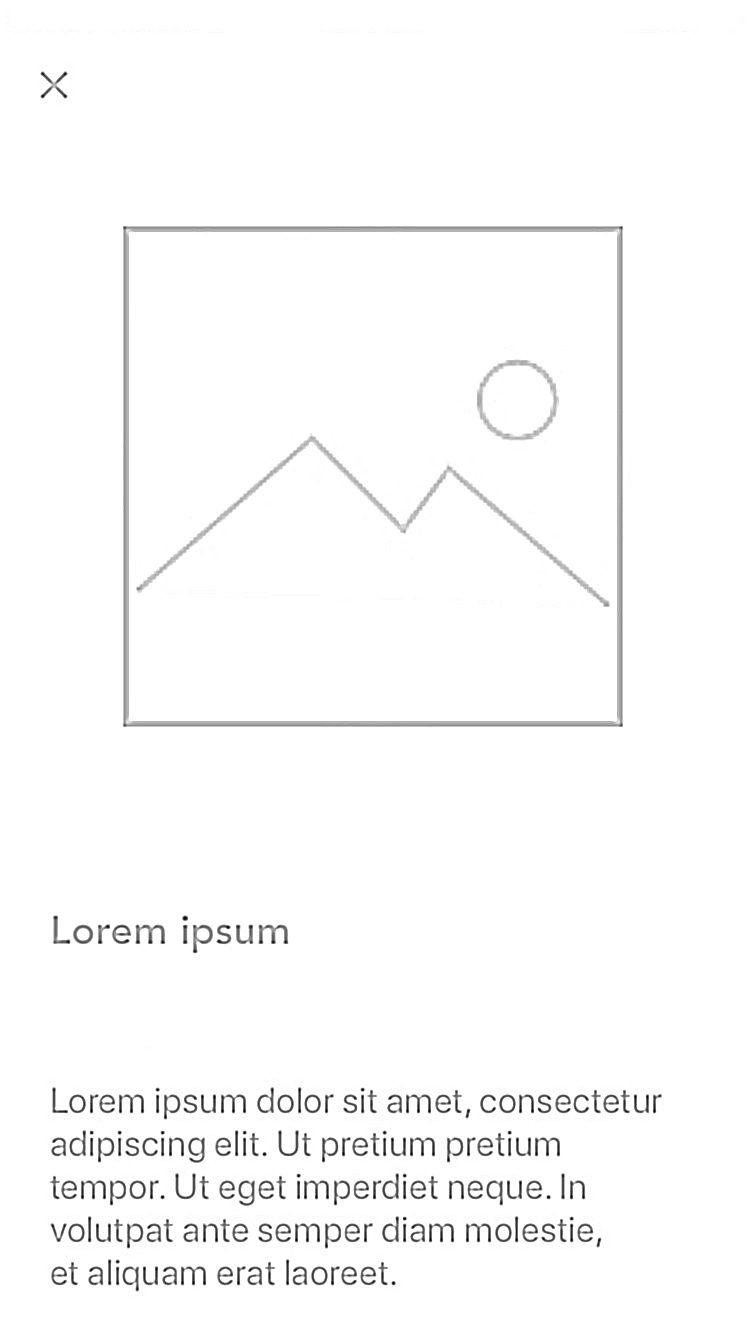 Lorem ipsum
Lorem ipsum dolor sit amet, consectetur
adipiscing elit. Ut pretium pretium
tempor. Ut eget imperdiet neque. In
volutpat ante semper diam molestie,
et aliquam erat laoreet.